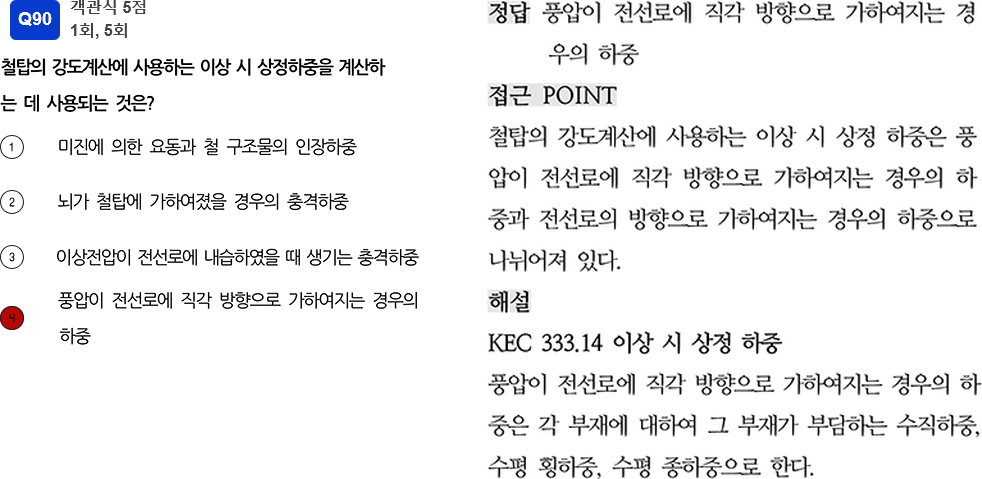 Q90
객관식 5점
1회, 5회
철탑의 강도계산에 사용하는 이상 시 상정하중을 계산하
는 데 사용되는 것은?
1 미진에 의한 요동과 철 구조물의 인장하중
2 뇌가 철탑에 가하여졌을 경우의 충격하중
3 이상전압이 전선로에 내습하였을 때 생기는 충격하중
4 풍압이 전선로에 직각 방향으로 가하여지는 경우의
하중
정답 풍압이 전선로에 직각 방향으로 가하여지는 경
우의 하중
접근 POINT
철탑의 강도계산에 사용하는 이상 시 상정 하중은 풍
압이 전선로에 직각 방향으로 가하여지는 경우의 하
중과 전선로의 방향으로 가하여지는 경우의 하중으로
나뉘어져 있다.
해설
KEC 333.14 이상 시 상정 하중
풍압이 전선로에 직각 방향으로 가하여지는 경우의 하
중은 각 부재에 대하여 그 부재가 부담하는 수직하중,
수평 횡하중, 수평 종하중으로 한다.